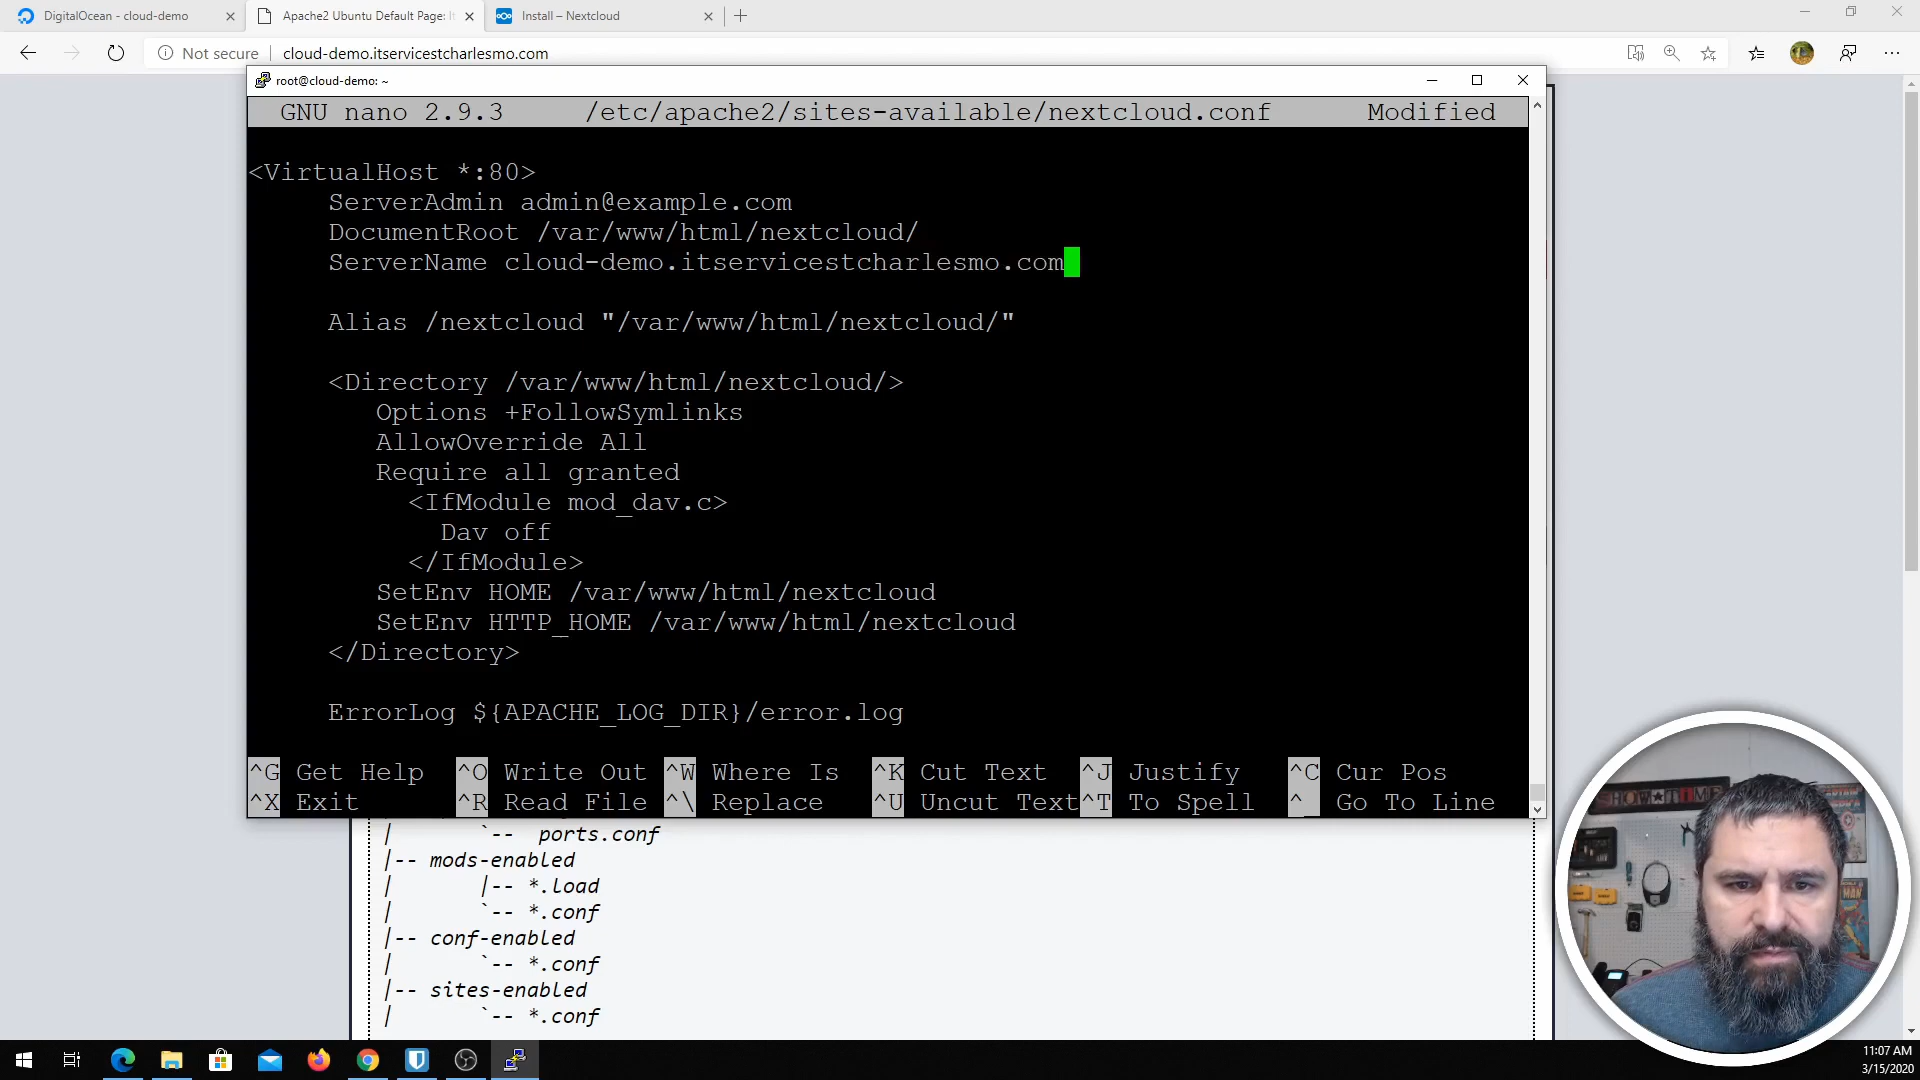 DigitalOcean - cloud-demo
Apache2 Ubuntu Default Page: It
Install – Nextcloud
Not secure
cloud-demo.itservicestcharlesmo.com
root@cloud-demo: ~
GNU nano 2.9.3 /etc/apache2/sites-available/nextcloud.conf Modified
<VirtualHost *:80>
ServerAdmin admin@example.com
DocumentRoot /var/www/html/nextcloud/
ServerName cloud-demo.itservicestcharlesmo.com
Alias /nextcloud "/var/www/html/nextcloud/"
<Directory /var/www/html/nextcloud/>
Options +FollowSymlinks
AllowOverride All
Require all granted
<IfModule mod_dav.c>
Dav off
</IfModule>
SetEnv HOME /var/www/html/nextcloud
SetEnv HTTP_HOME /var/www/html/nextcloud
</Directory>
ErrorLog ${APACHE_LOG_DIR}/error.log
^G Get Help ^O Write Out ^W Where Is ^K Cut Text ^J Justify ^C Cur Pos
^X Exit ^R Read File ^\ Replace ^U Uncut Text ^T To Spell ^_ Go To Line
| `-- ports.conf
|-- mods-enabled
| |-- *.load
| `-- *.conf
|-- conf-enabled
| `-- *.conf
|-- sites-enabled
| `-- *.conf
SHOW★TIME
11:07 AM
3/15/2020